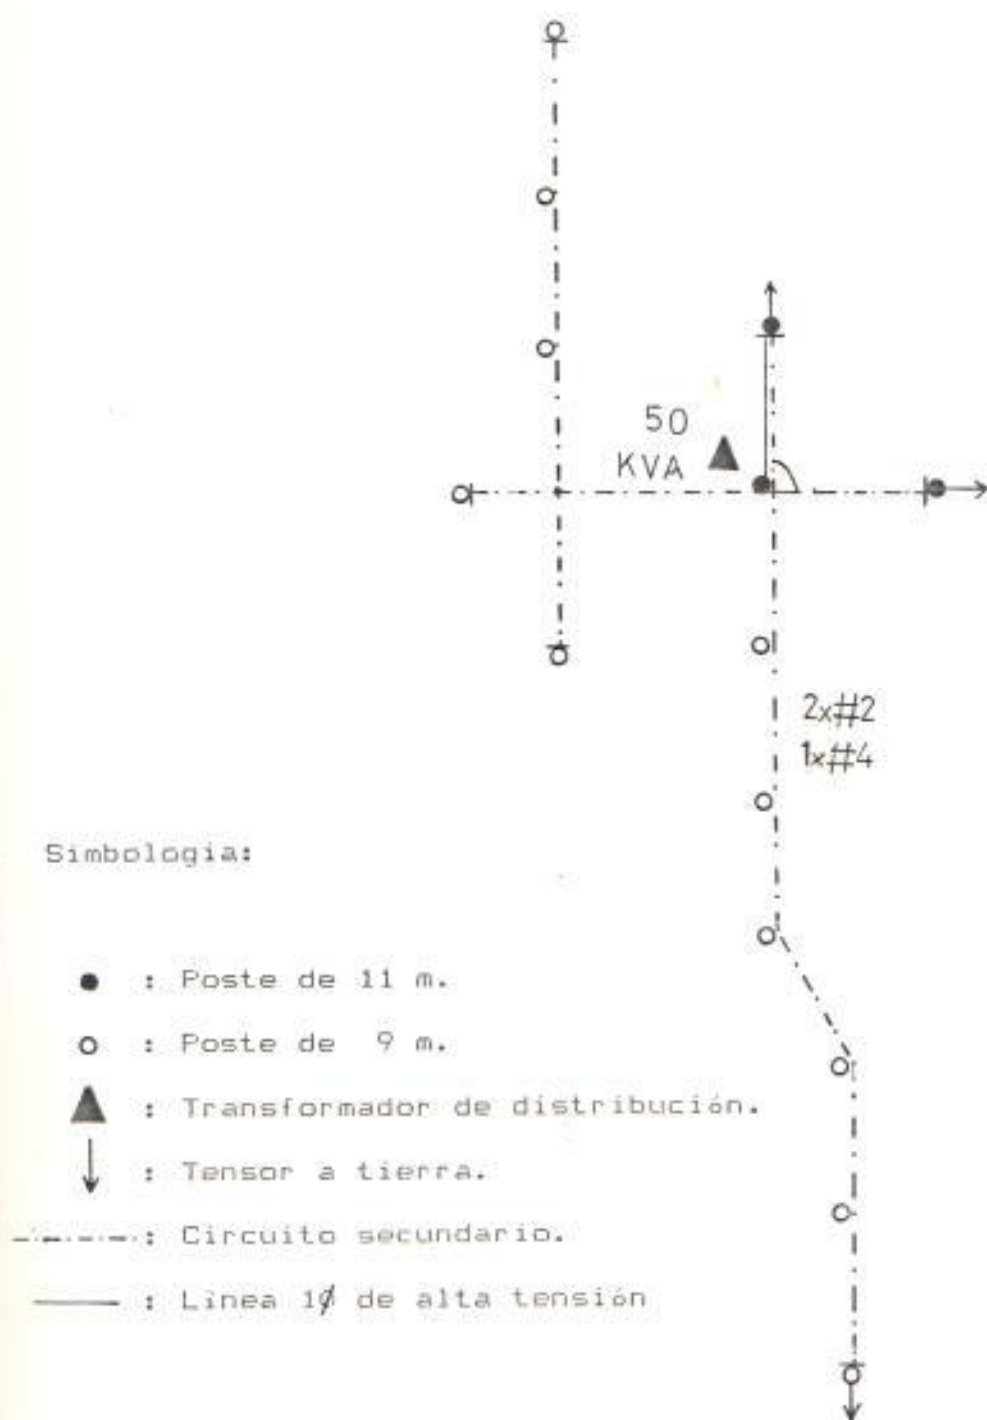 50
KVA
2x#2
1x#4
Simbologia:
: Poste de 11 m.
: Poste de 9 m.
: Transformador de distribución.
: Tensor a tierra.
: Circuito secundario.
: Linea 1ø de alta tensión